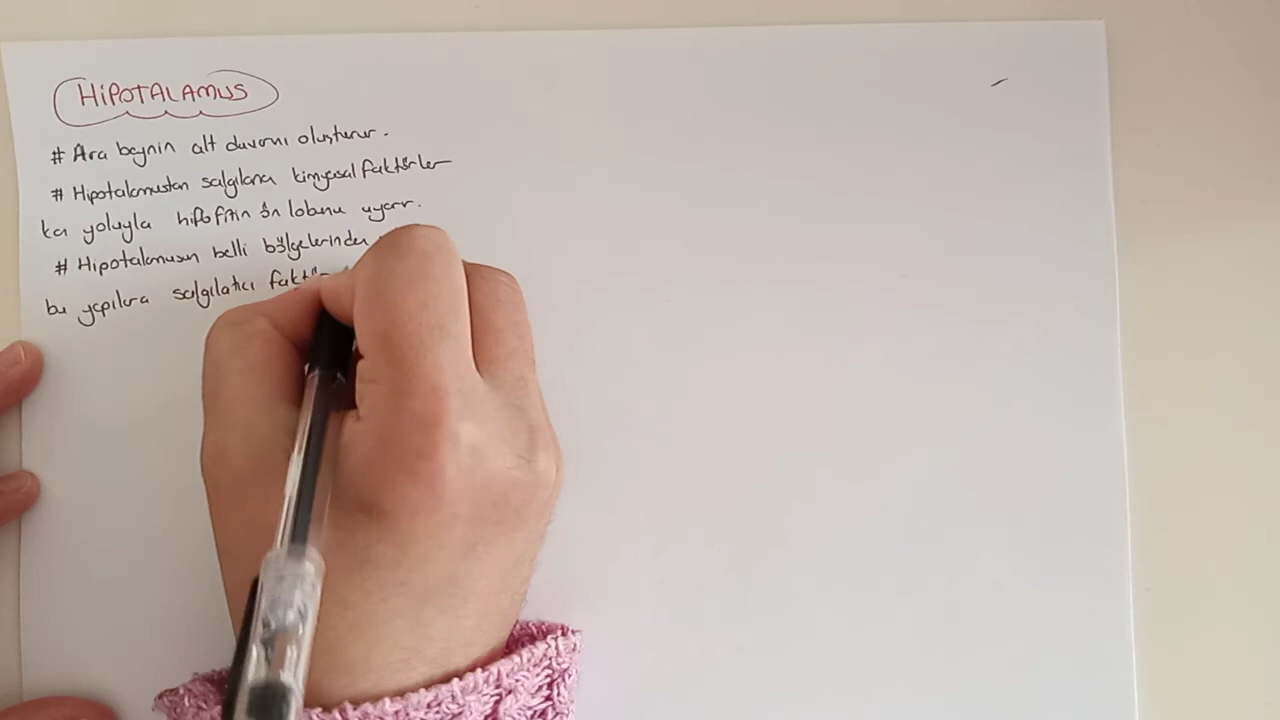 HİPOTALAMUS
# Ara beynin alt duvarını oluşturur.
# Hipotalamustan salgılanan kimyasal faktörler
kan yoluyla hipofizin ön lobunu uyarır.
# Hipotalamusun belli bölgelerinden
bu yapılara salgılatıcı